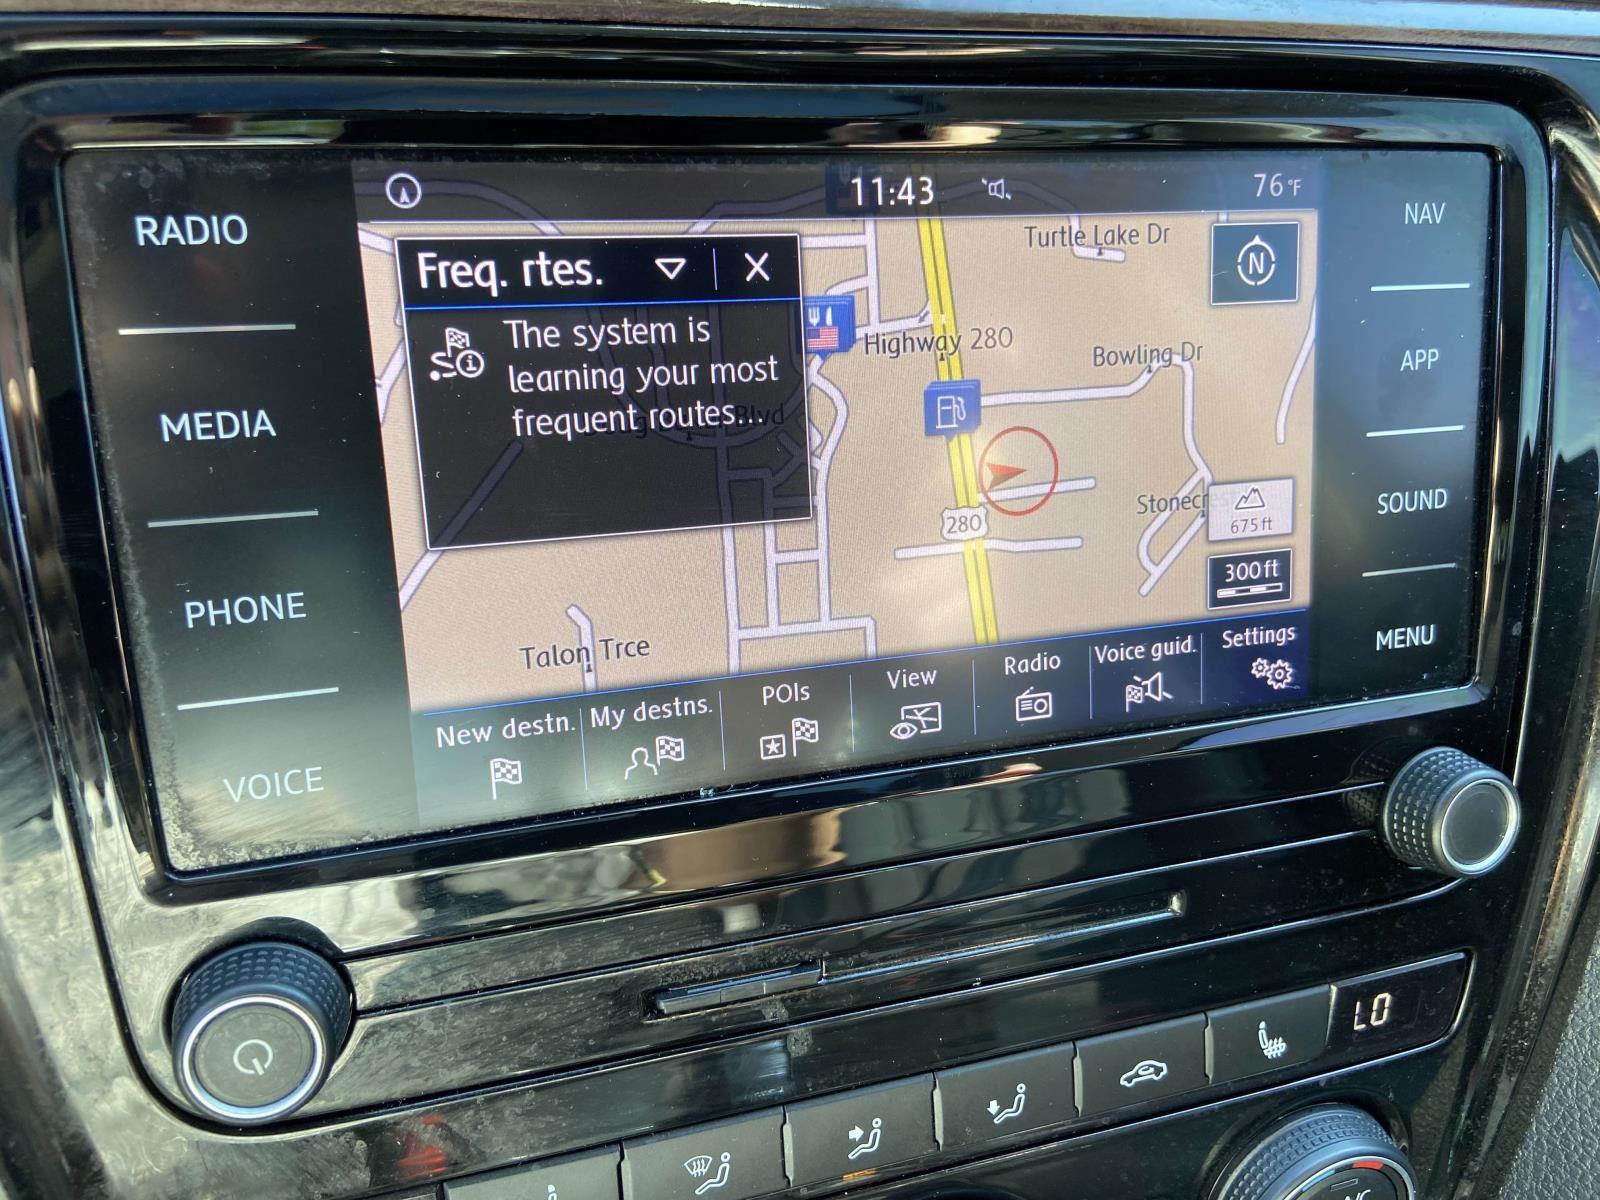 11:43
76°F
RADIO
MEDIA
PHONE
VOICE
Freq. rtes.
The system is
learning your most
frequent routes...
Blvd
Turtle Lake Dr
N
Highway 280
Bowling Dr
280
Stonecr
675 ft
300 ft
Talon Trce
New destn.
My destns.
POIs
View
Radio
Voice guid.
Settings
NAV
APP
SOUND
MENU
LO